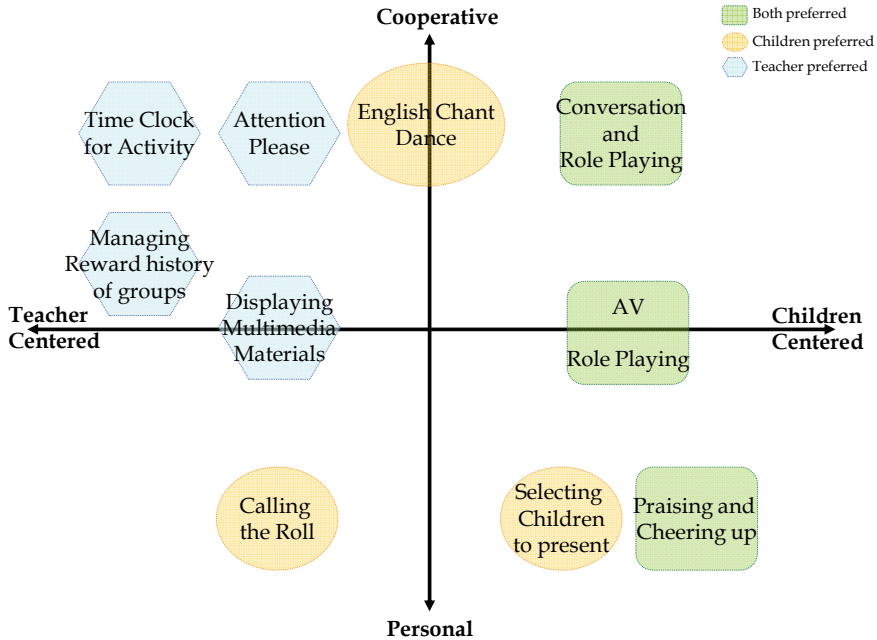 Cooperative
Both preferred
Children preferred
Teacher preferred
Time Clock
for Activity
Attention
Please
English Chant
Dance
Conversation
and
Role Playing
Managing
Reward history
of groups
Displaying
Multimedia
Materials
AV
Role Playing
Teacher
Centered
Children
Centered
Calling
the Roll
Selecting
Children
to present
Praising and
Cheering up
Personal